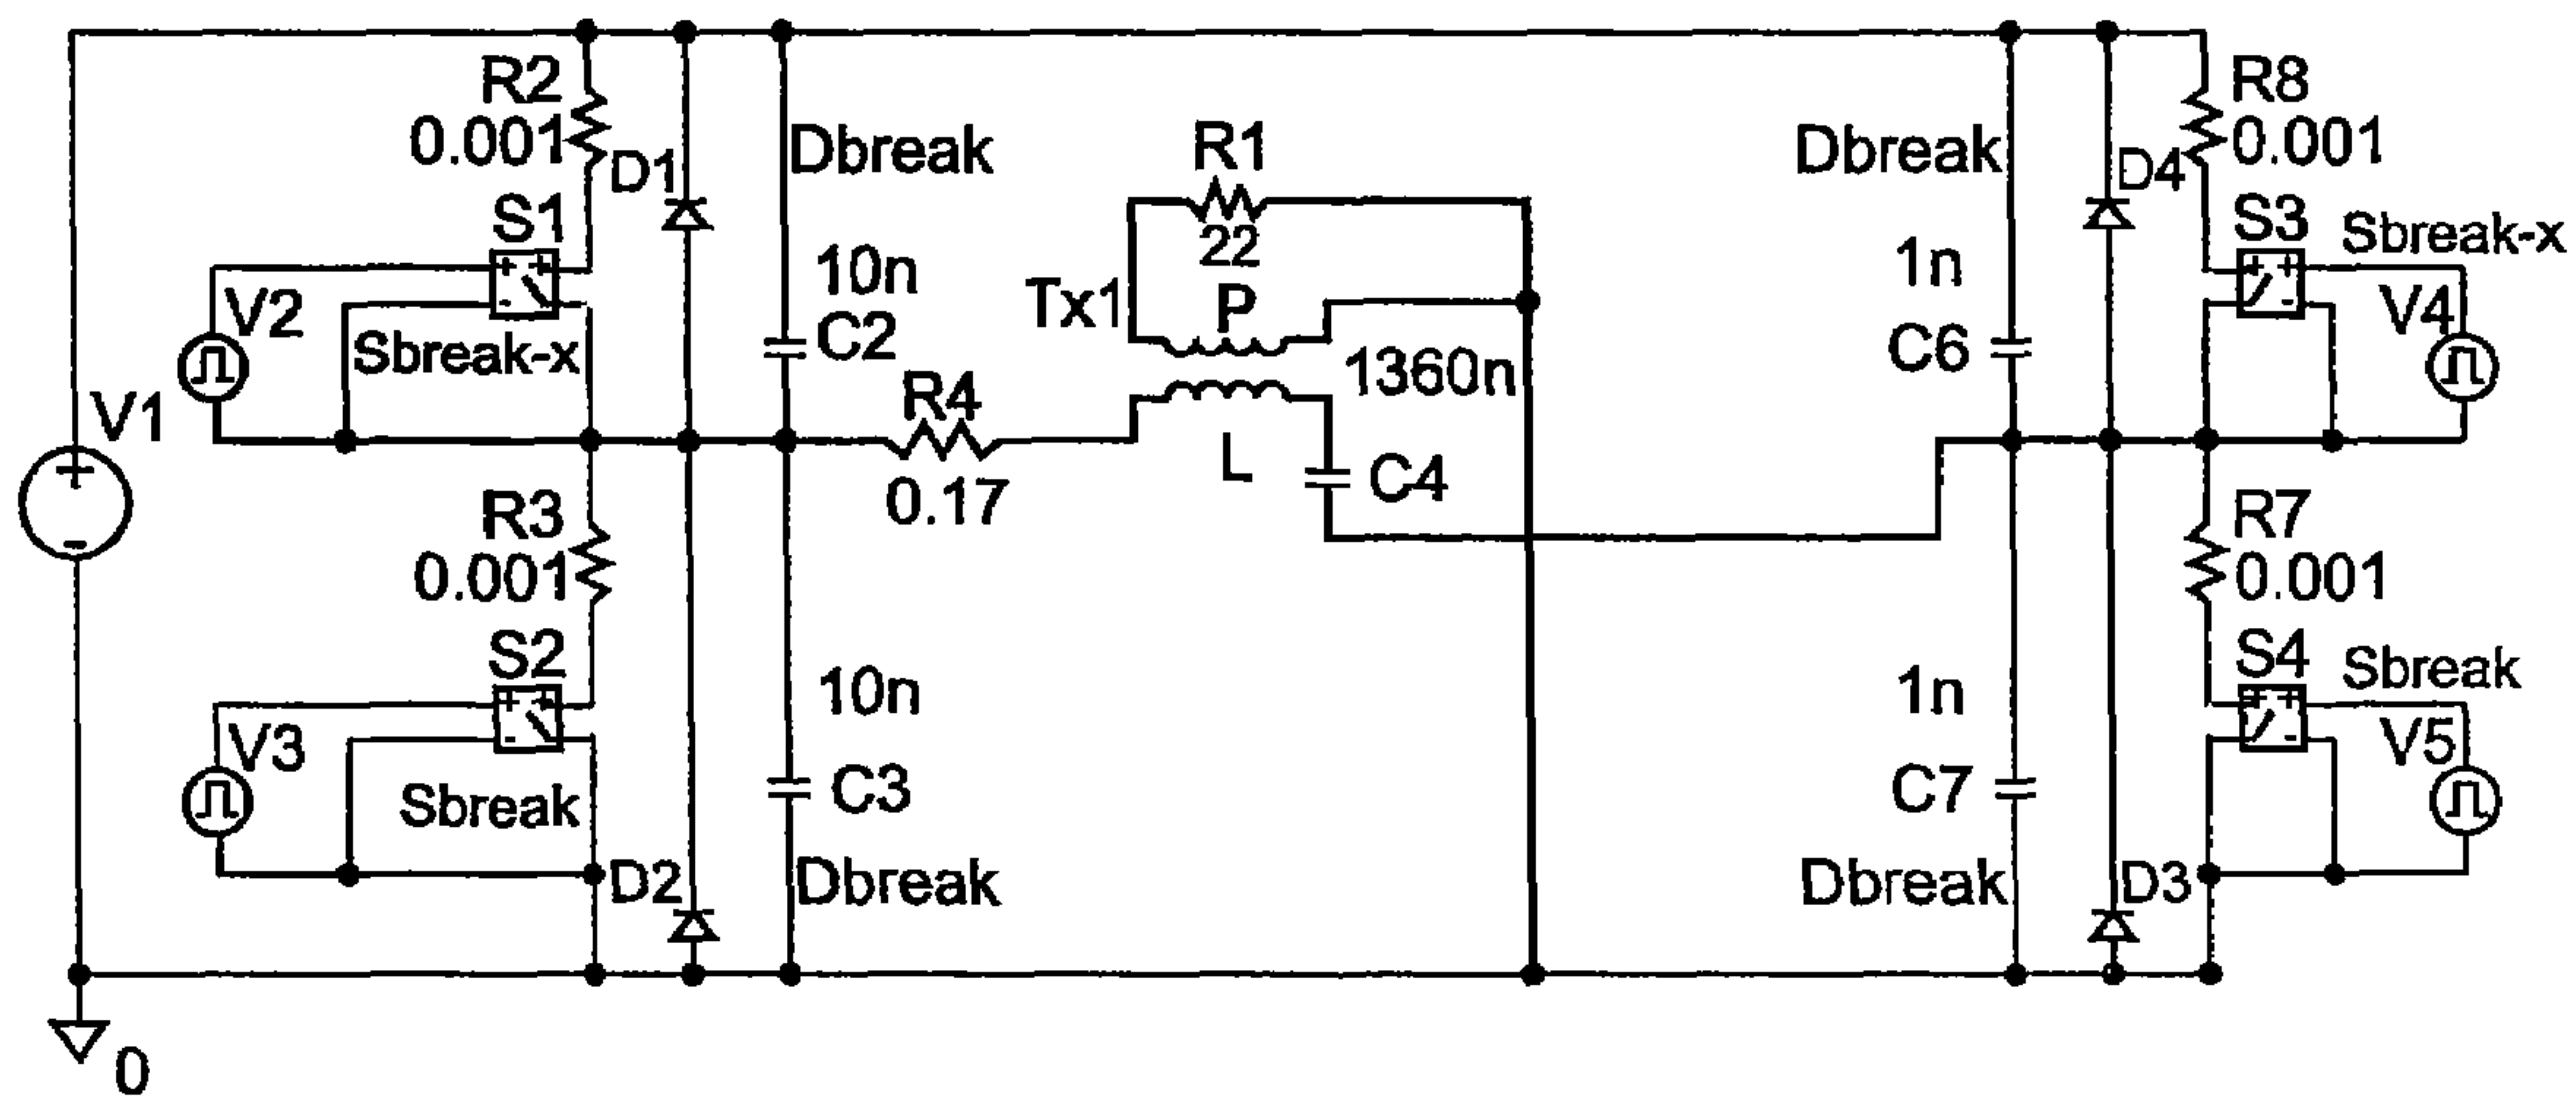 R2
0.001
D1
Dbreak
S1
V2
Sbreak-x
10n
C2
V1
R4
0.17
R3
0.001
S2
V3
Sbreak
D2
10n
C3
Dbreak
0
R1
22
Tx1
P
1360n
L
C4
Dbreak
D4
R8
0.001
1n
C6
S3
Sbreak-x
V4
R7
0.001
1n
C7
S4
Sbreak
V5
Dbreak
D3